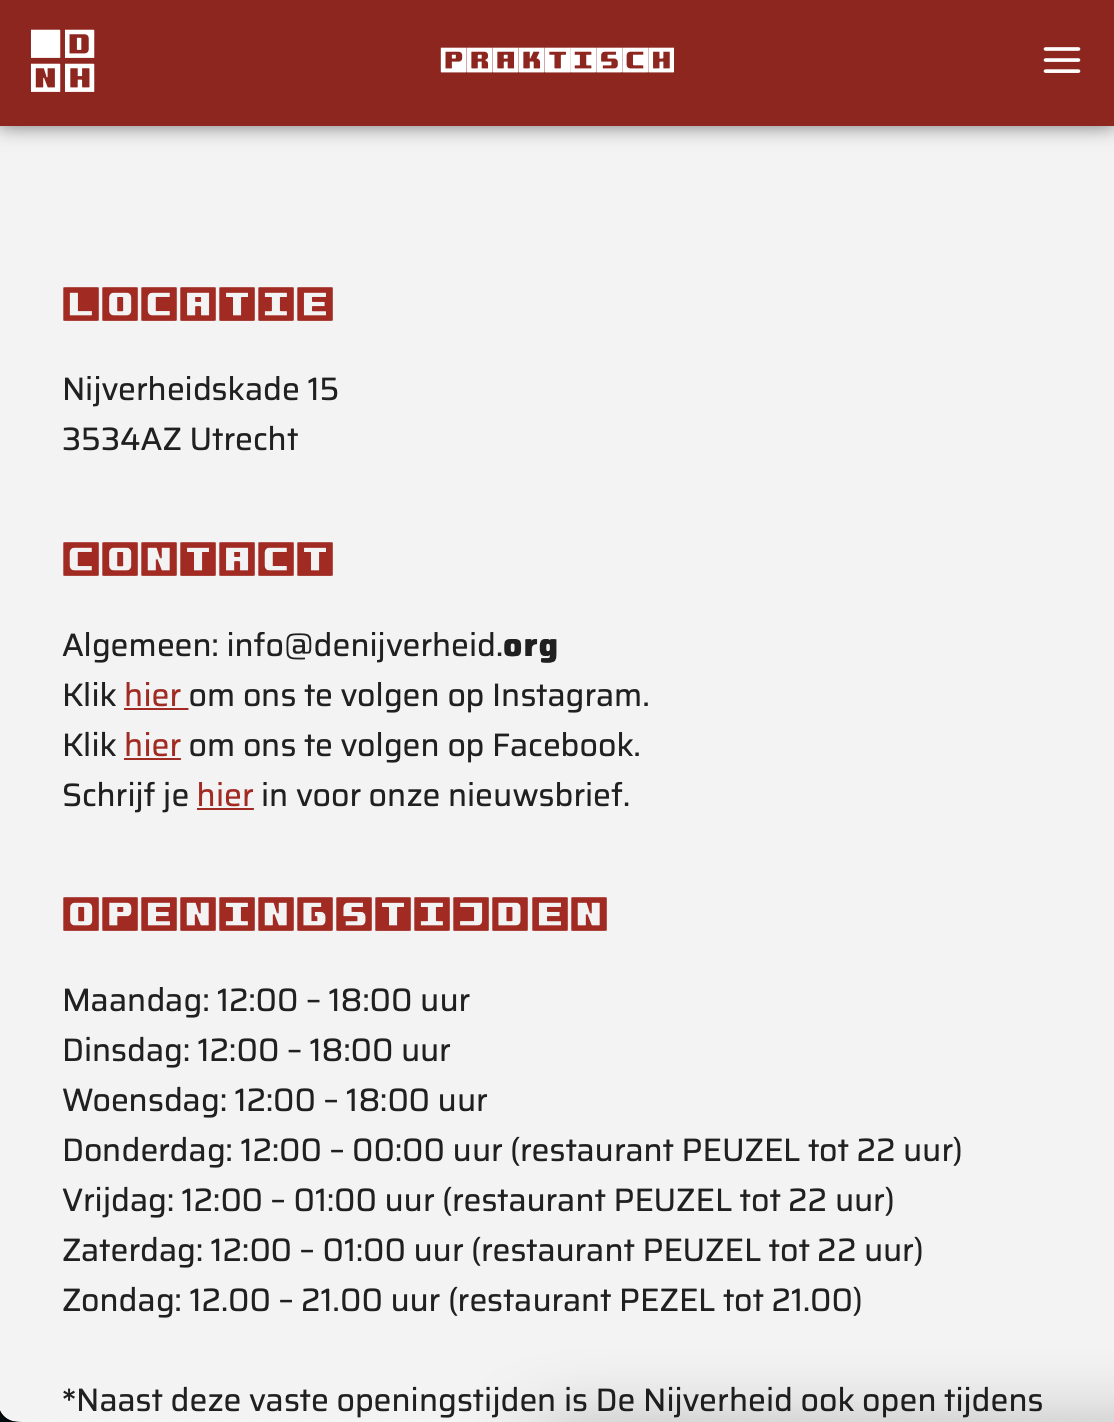 DNH
PRAKTISCH
LOCATIE
Nijverheidskade 15
3534AZ Utrecht
CONTACT
Algemeen: info@denijverheid.org
Klik hier om ons te volgen op Instagram.
Klik hier om ons te volgen op Facebook.
Schrijf je hier in voor onze nieuwsbrief.
OPENINGSTIJDEN
Maandag: 12:00 – 18:00 uur
Dinsdag: 12:00 – 18:00 uur
Woensdag: 12:00 – 18:00 uur
Donderdag: 12:00 – 00:00 uur (restaurant PEUZEL tot 22 uur)
Vrijdag: 12:00 – 01:00 uur (restaurant PEUZEL tot 22 uur)
Zaterdag: 12:00 – 01:00 uur (restaurant PEUZEL tot 22 uur)
Zondag: 12.00 – 21.00 uur (restaurant PEZEL tot 21.00)
*Naast deze vaste openingstijden is De Nijverheid ook open tijdens